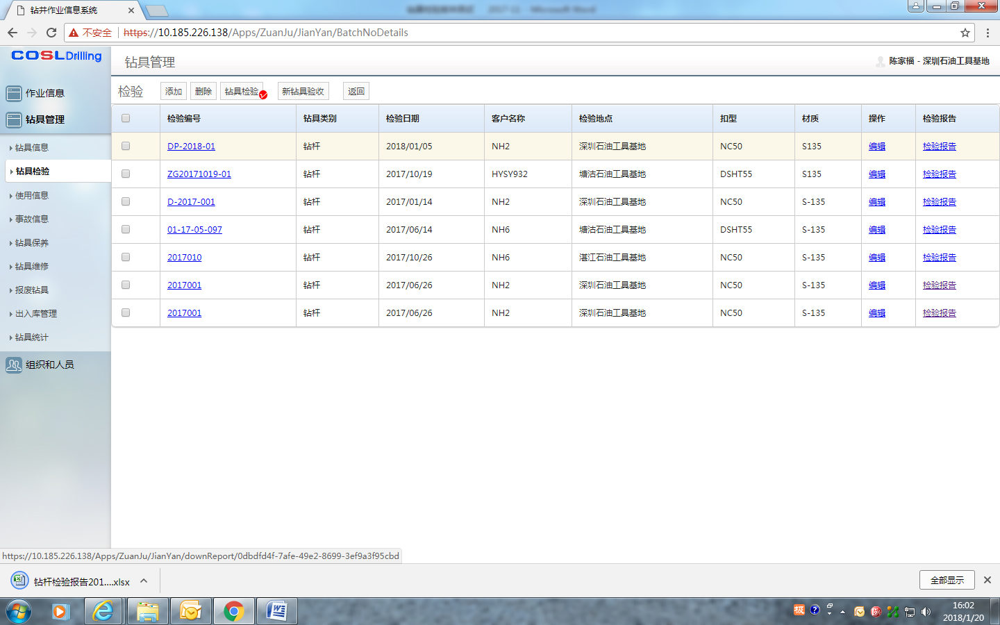 钻井作业信息系统
不安全 https://10.185.226.138/Apps/ZuanJu/JianYan/BatchNoDetails
COSL Drilling
钻具管理
陈家福 - 深圳石油工具基地
作业信息
钻具管理
钻具信息
钻具检验
使用信息
事故信息
钻具保养
钻具维修
报废钻具
出入库管理
钻具统计
组织和人员
检验 添加 删除 钻具检验 新钻具验收 返回
检验编号 钻具类别 检验日期 客户名称 检验地点 扣型 材质 操作 检验报告
DP-2018-01 钻杆 2018/01/05 NH2 深圳石油工具基地 NC50 S135 编辑 检验报告
ZG20171019-01 钻杆 2017/10/19 HYSY932 塘沽石油工具基地 DSHT55 S135 编辑 检验报告
D-2017-001 钻杆 2017/01/14 NH2 深圳石油工具基地 NC50 S-135 编辑 检验报告
01-17-05-097 钻杆 2017/06/14 NH6 塘沽石油工具基地 DSHT55 S-135 编辑 检验报告
2017010 钻杆 2017/10/26 NH6 湛江石油工具基地 NC50 S-135 编辑 检验报告
2017001 钻杆 2017/06/26 NH2 深圳石油工具基地 NC50 S-135 编辑 检验报告
2017001 钻杆 2017/06/26 NH2 深圳石油工具基地 NC50 S-135 编辑 检验报告
https://10.185.226.138/Apps/ZuanJu/JianYan/downReport/0dbdfd4f-7afe-49e2-8699-3ef9a3f95cbd
钻杆检验报告201....xlsx
全部显示
极
16:02
2018/1/20